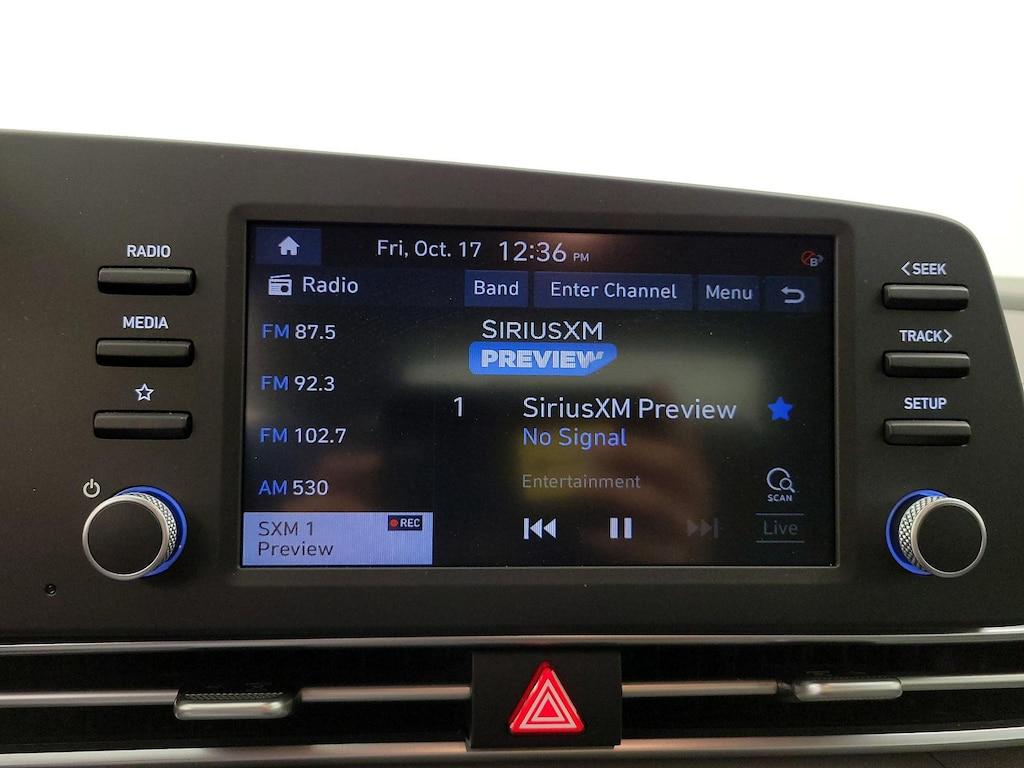 RADIO
MEDIA
Fri, Oct. 17 12:36 PM
B
Radio
Band
Enter Channel
Menu
FM 87.5
FM 92.3
FM 102.7
AM 530
SXM 1
REC
Preview
SIRIUSXM
PREVIEW
1
SiriusXM Preview
No Signal
Entertainment
SCAN
Live
<SEEK
TRACK>
SETUP